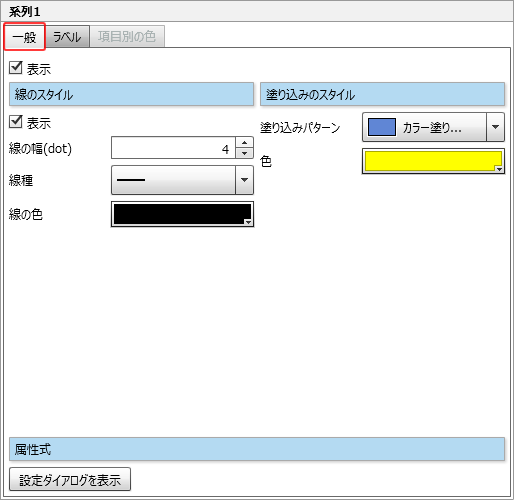 系列1
一般 ラベル 項目別の色
表示
線のスタイル
表示
線の幅(dot) 4
線種
線の色
塗り込みのスタイル
塗り込みパターン カラー塗り...
色
属性式
設定ダイアログを表示